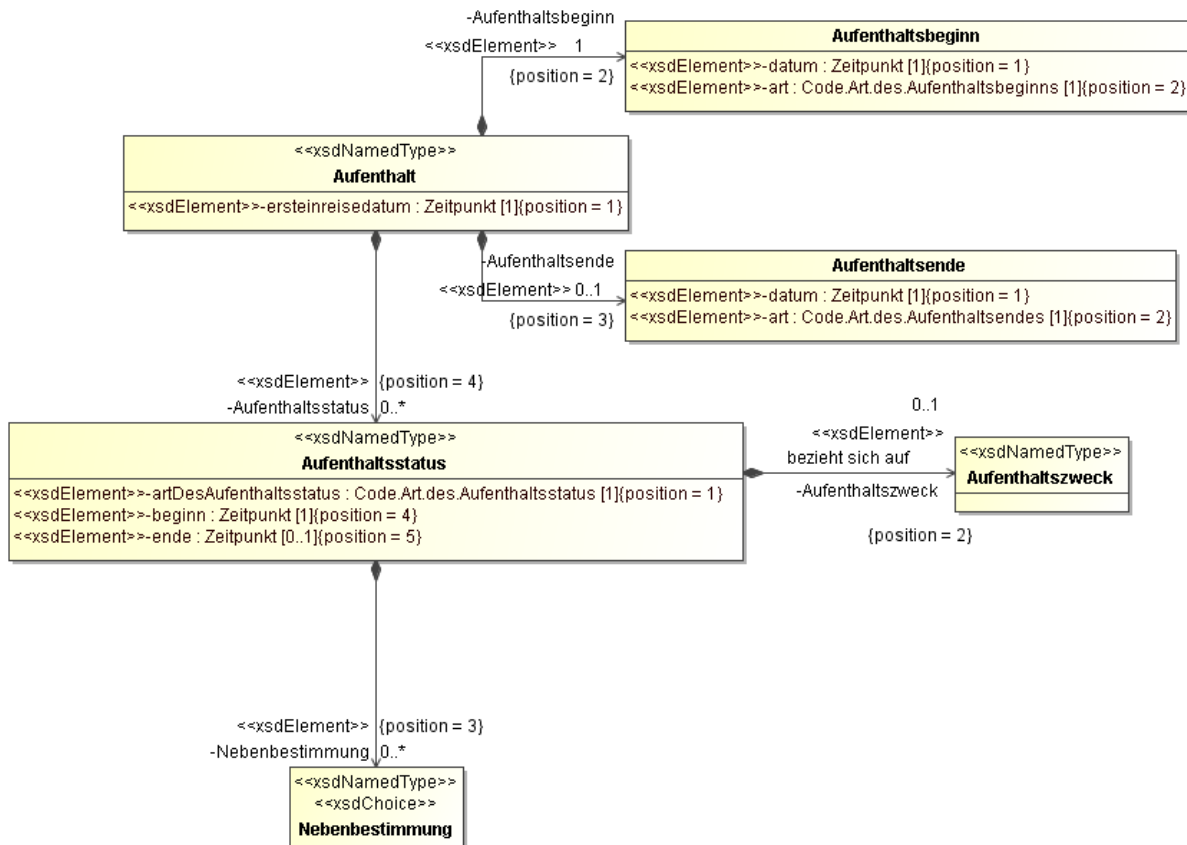 -Aufenthaltsbeginn
<<xsdElement>> 1
{position = 2}
Aufenthaltsbeginn
<<xsdElement>>-datum : Zeitpunkt [1]{position = 1}
<<xsdElement>>-art : Code.Art.des.Aufenthaltsbeginns [1]{position = 2}
<<xsdNamedType>>
Aufenthalt
<<xsdElement>>-ersteinreisedatum : Zeitpunkt [1]{position = 1}
-Aufenthaltsende
<<xsdElement>> 0..1
{position = 3}
Aufenthaltsende
<<xsdElement>>-datum : Zeitpunkt [1]{position = 1}
<<xsdElement>>-art : Code.Art.des.Aufenthaltsendes [1]{position = 2}
<<xsdElement>> {position = 4}
-Aufenthaltsstatus 0..*
<<xsdNamedType>>
Aufenthaltsstatus
<<xsdElement>>-artDesAufenthaltsstatus : Code.Art.des.Aufenthaltsstatus [1]{position = 1}
<<xsdElement>>-beginn : Zeitpunkt [1]{position = 4}
<<xsdElement>>-ende : Zeitpunkt [0..1]{position = 5}
0..1
<<xsdElement>>
bezieht sich auf
-Aufenthaltszweck
{position = 2}
<<xsdNamedType>>
Aufenthaltszweck
<<xsdElement>> {position = 3}
-Nebenbestimmung 0..*
<<xsdNamedType>>
<<xsdChoice>>
Nebenbestimmung